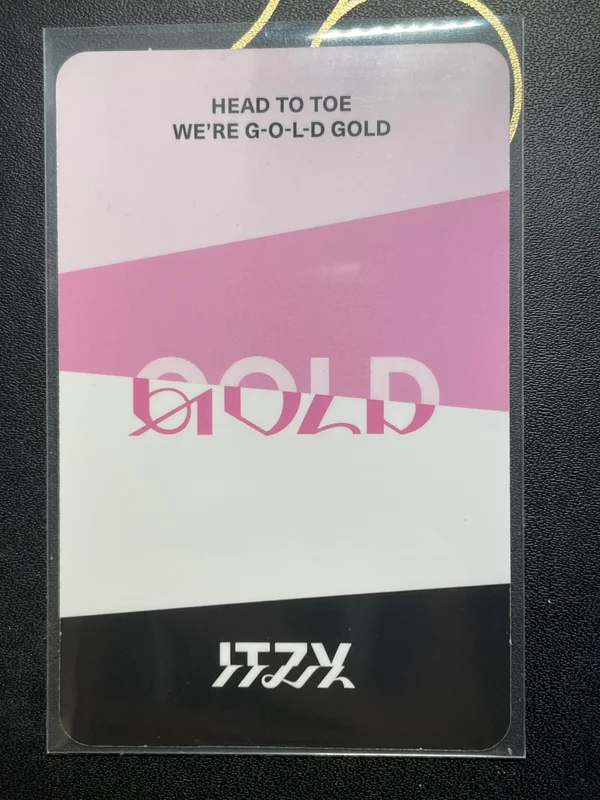 HEAD TO TOE
WE'RE G-O-L-D GOLD
GOLD
ITZY